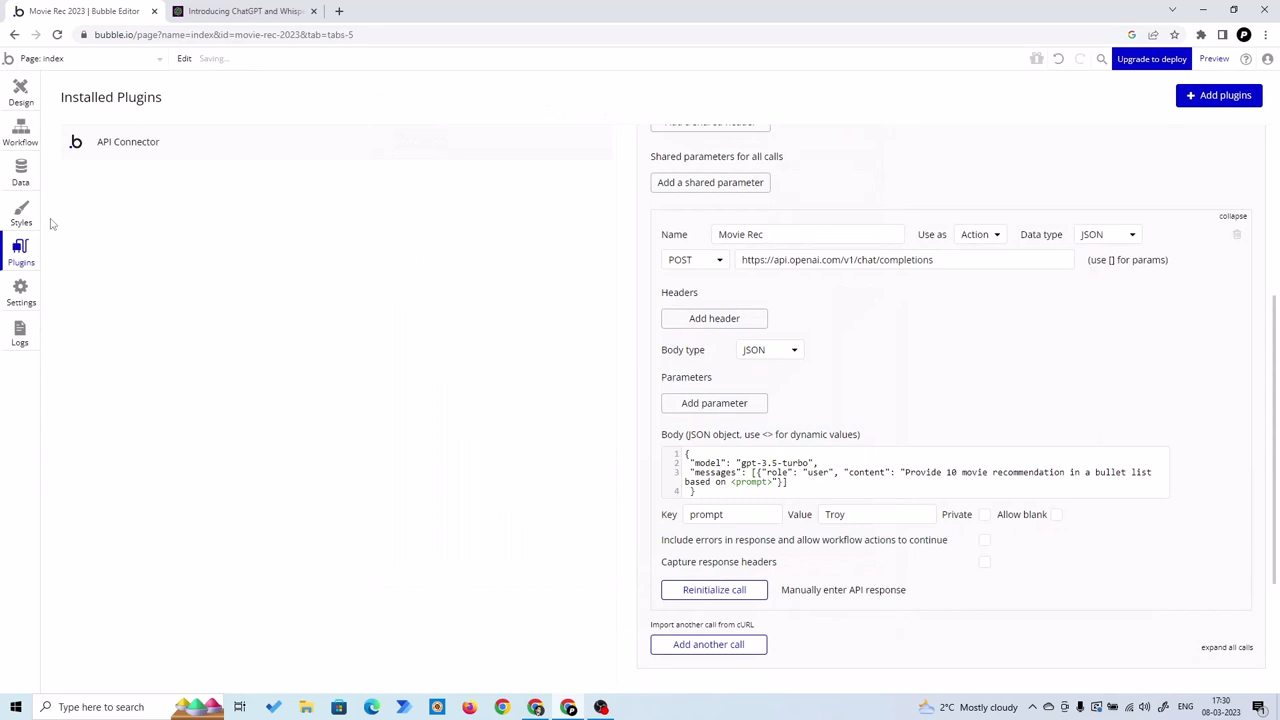 Movie Rec 2023 | Bubble Editor
Introducing ChatGPT and Whisp
bubble.io/page?name=index&id=movie-rec-2023&tab=tabs-5
Page: index
Edit
Saving...
Upgrade to deploy
Preview
Design
Workflow
Data
Styles
Plugins
Settings
Logs
Installed Plugins
Add plugins
API Connector
Shared parameters for all calls
Add a shared parameter
collapse
Name
Movie Rec
Use as
Action
Data type
JSON
POST
https://api.openai.com/v1/chat/completions
(use [] for params)
Headers
Add header
Body type
JSON
Parameters
Add parameter
Body (JSON object, use <> for dynamic values)
1 {
2 "model": "gpt-3.5-turbo",
3 "messages": [{"role": "user", "content": "Provide 10 movie recommendation in a bullet list
based on <prompt>"}]
4 }
Key
prompt
Value
Troy
Private
Allow blank
Include errors in response and allow workflow actions to continue
Capture response headers
Reinitialize call
Manually enter API response
Import another call from cURL
Add another call
expand all calls
Type here to search
2°C Mostly cloudy
ENG
17:30
08-03-2023